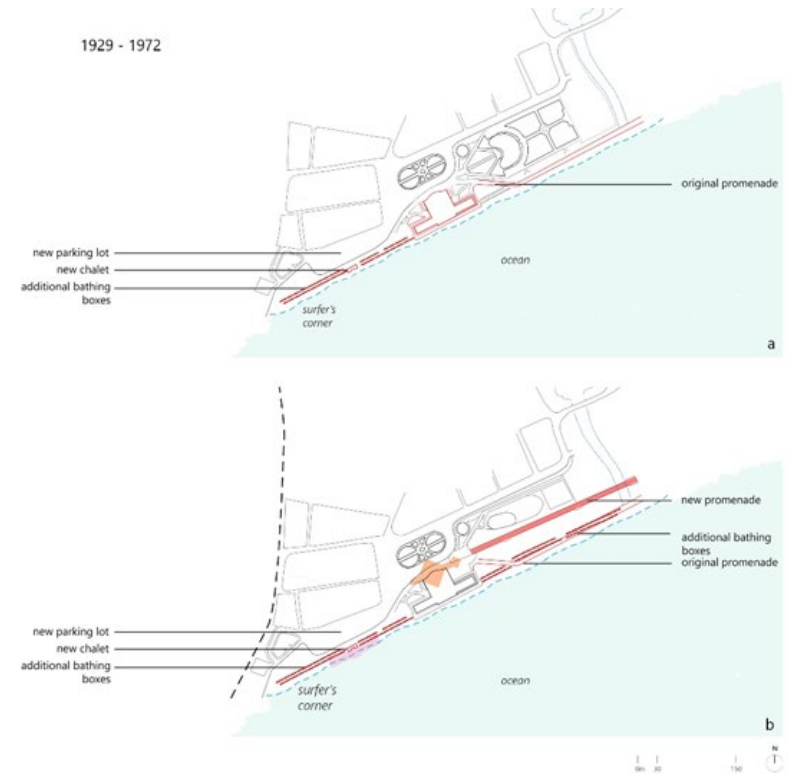 1929 - 1972
original promenade
new parking lot
new chalet
additional bathing
boxes
ocean
surfer's
corner
a
new promenade
additional bathing
boxes
original promenade
new parking lot
new chalet
additional bathing
boxes
ocean
surfer's
corner
b
N
0m 30 150